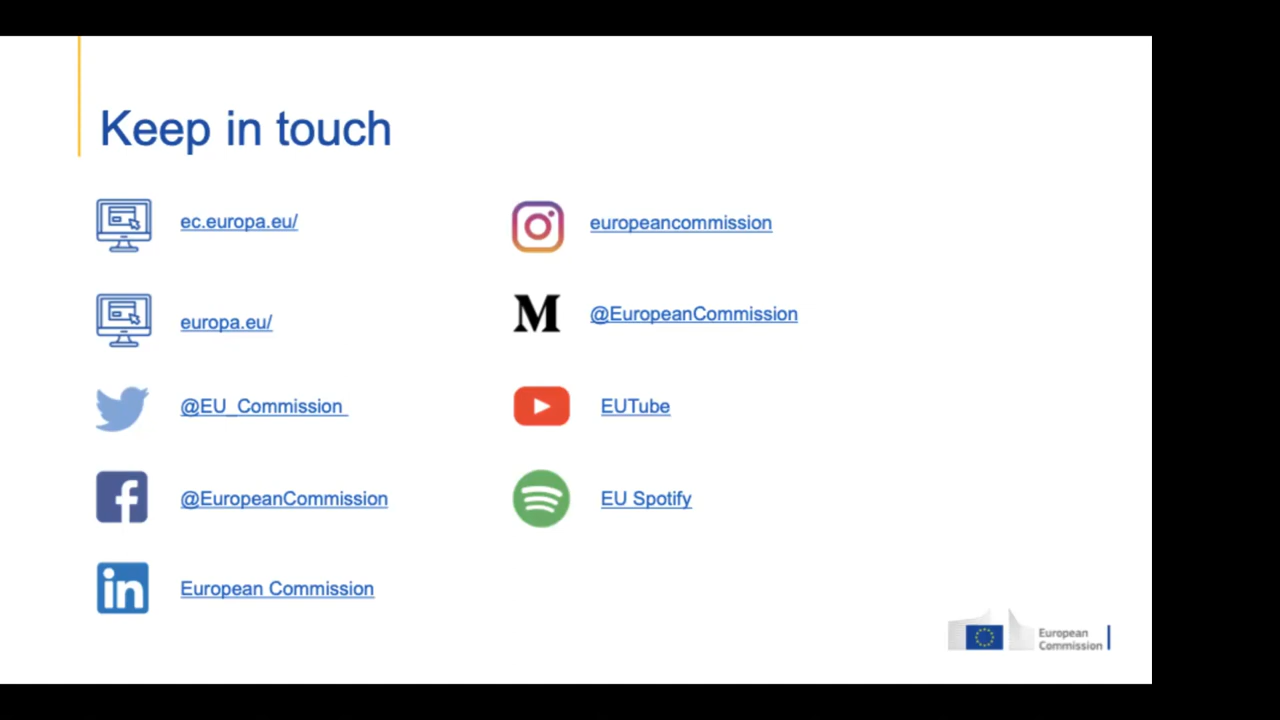 Keep in touch
ec.europa.eu/
europa.eu/
@EU_Commission
@EuropeanCommission
European Commission
europeancommission
@EuropeanCommission
EUTube
EU Spotify
European
Commission